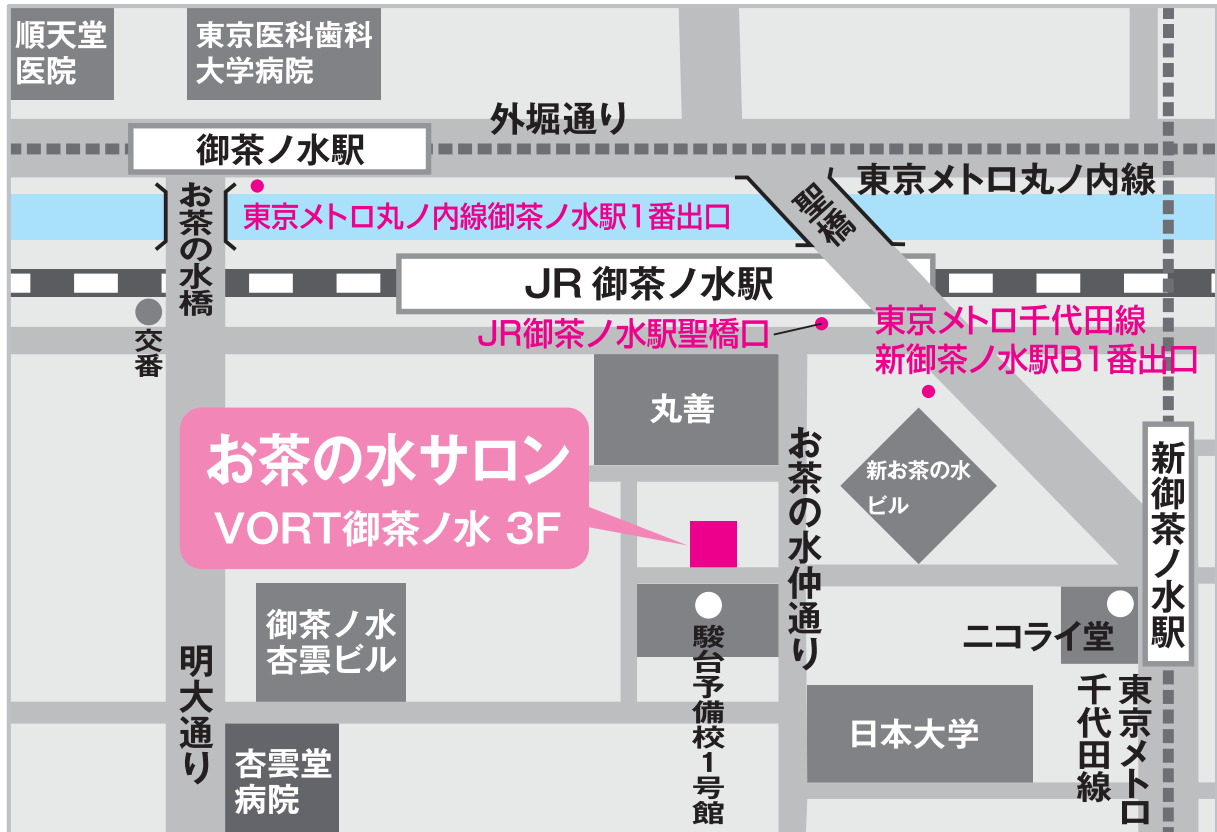 順天堂
医院
東京医科歯科
大学病院
外堀通り
御茶ノ水駅
東京メトロ丸ノ内線
お茶の水橋
東京メトロ丸ノ内線御茶ノ水駅1番出口
聖橋
JR 御茶ノ水駅
交番
JR御茶ノ水駅聖橋口
東京メトロ千代田線
新御茶ノ水駅B1番出口
丸善
お茶の水サロン
VORT御茶ノ水 3F
お茶の水仲通り
新お茶の水
ビル
新御茶ノ水駅
御茶ノ水
杏雲ビル
駿台予備校1号館
ニコライ堂
明大通り
日本大学
東京メトロ
千代田線
杏雲堂
病院